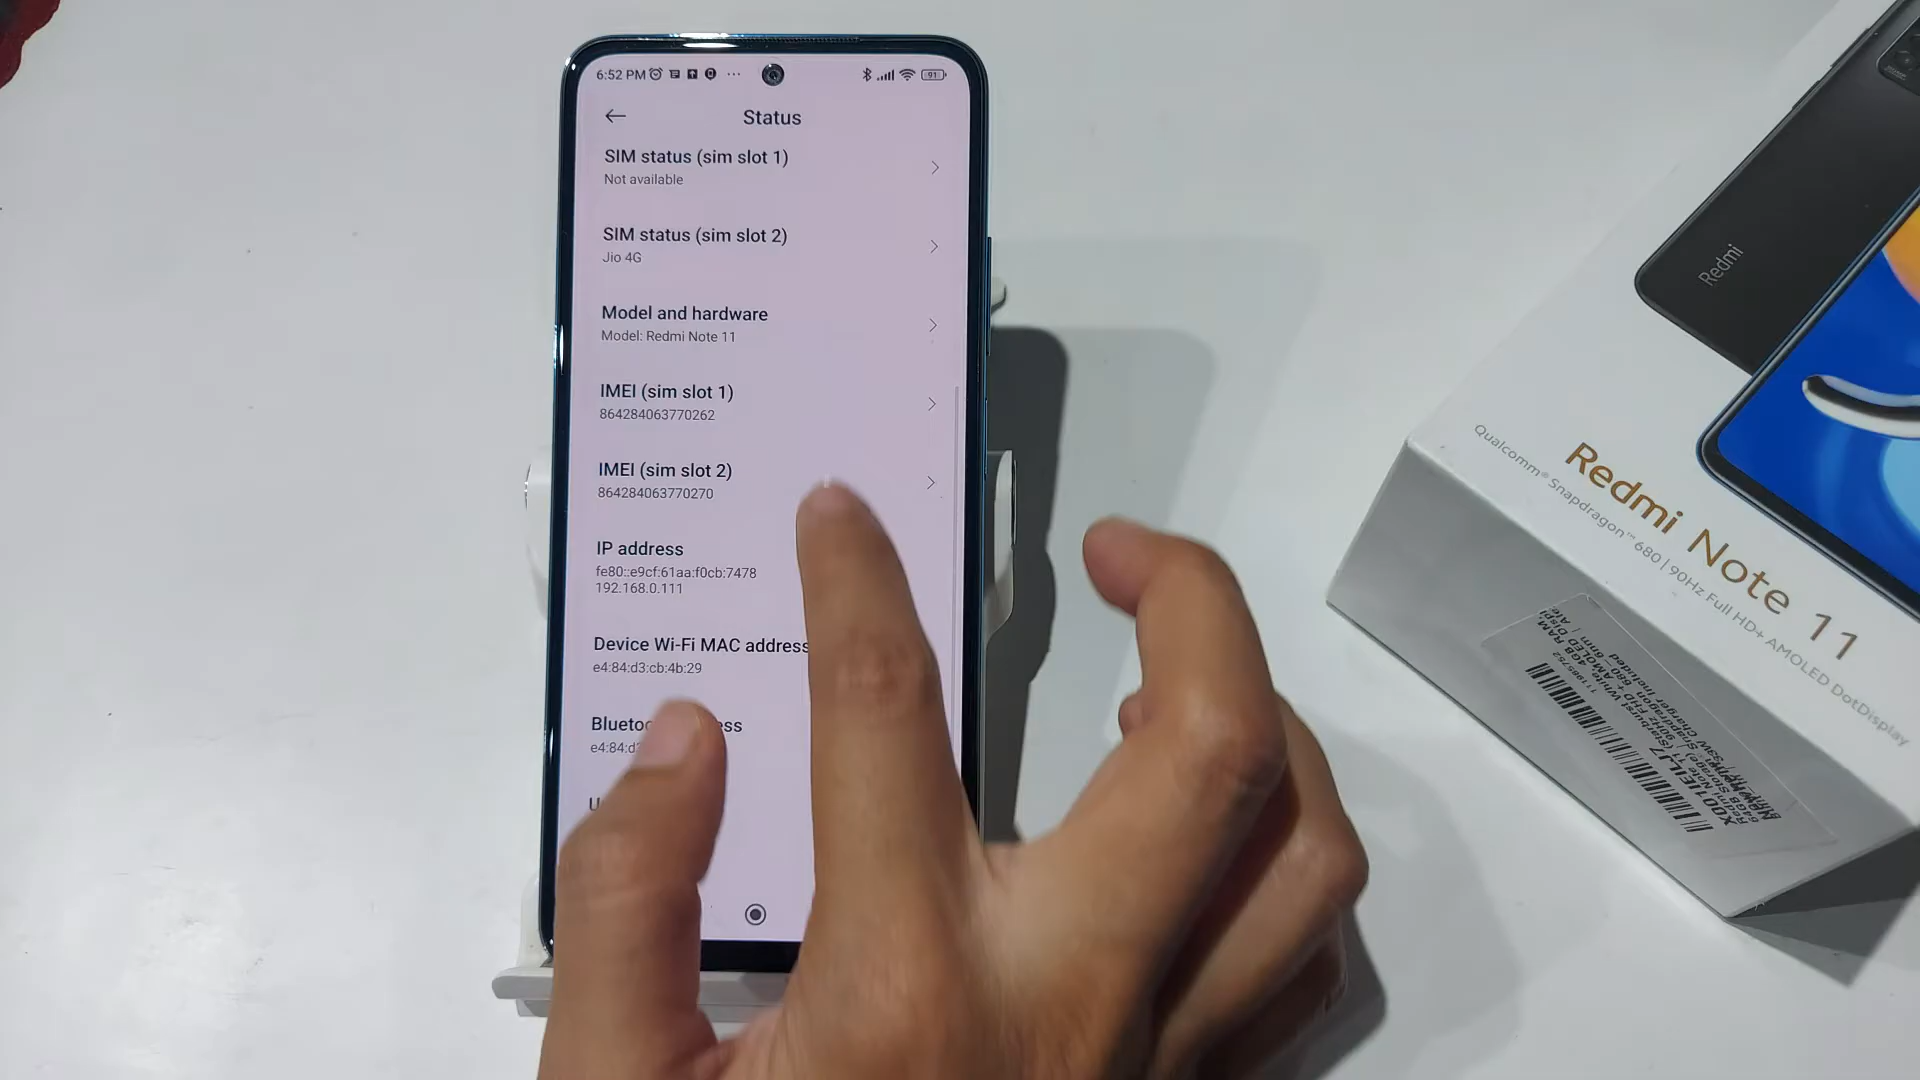 6:52 PM
91
Status
SIM status (sim slot 1)
Not available
SIM status (sim slot 2)
Jio 4G
Model and hardware
Model: Redmi Note 11
IMEI (sim slot 1)
864284063770262
IMEI (sim slot 2)
864284063770270
IP address
fe80::e9cf:61aa:f0cb:7478
192.168.0.111
Device Wi-Fi MAC address
e4:84:d3:cb:4b:29
Redmi
Redmi Note 11
Qualcomm® Snapdragon™ 680 | 90Hz Full HD+ AMOLED DotDisplay